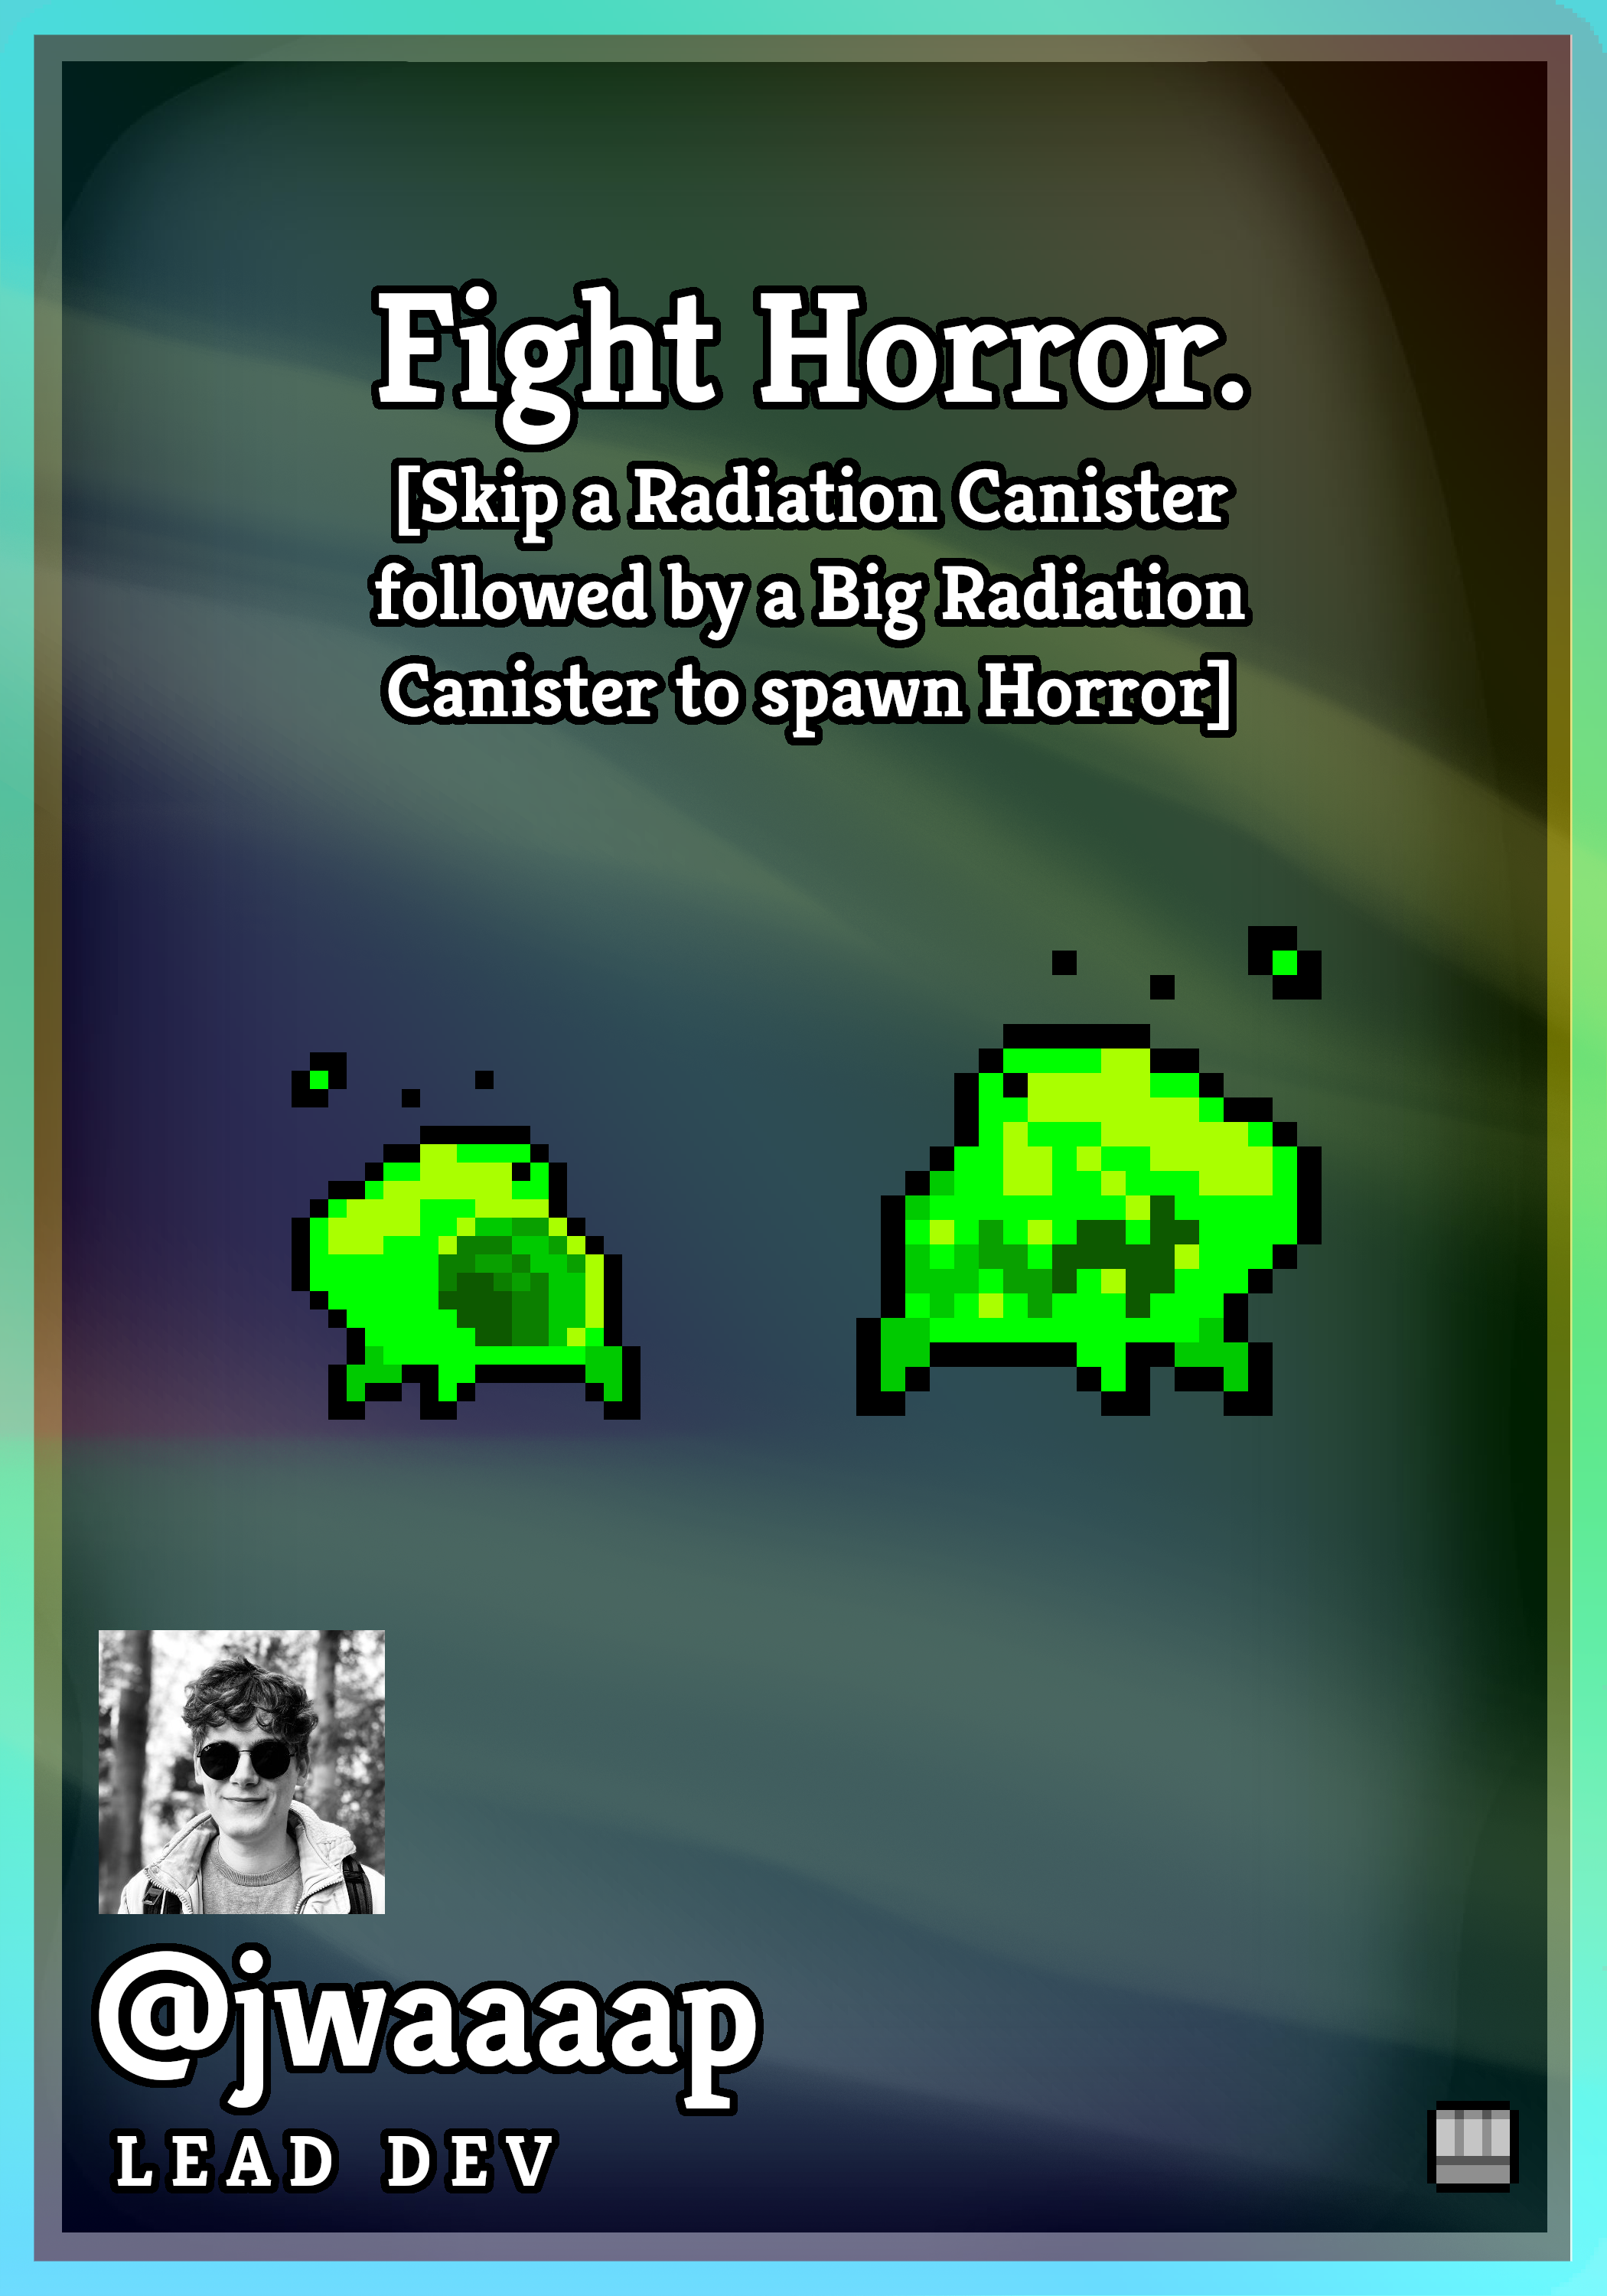 Fight Horror.
[Skip a Radiation Canister
followed by a Big Radiation
Canister to spawn Horror]
@jwaaaap
LEAD DEV